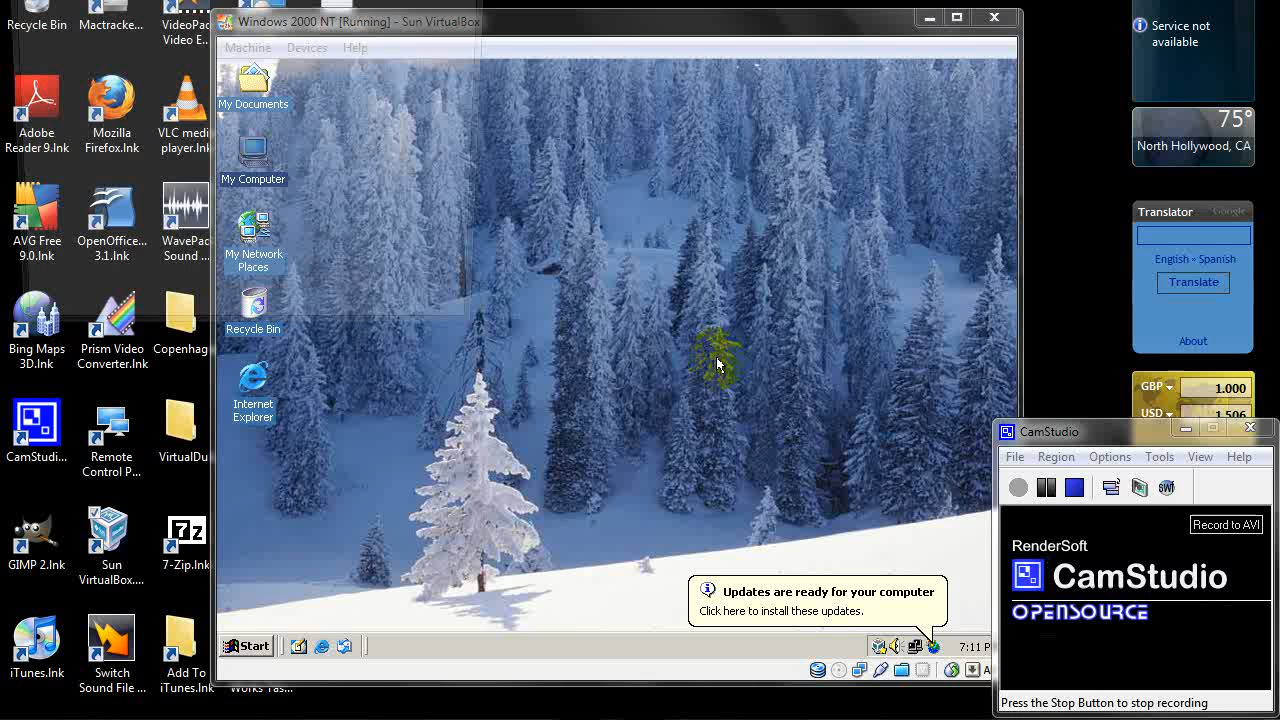 Recycle Bin
Mactracke...
VideoPad
Video E...
Adobe
Reader 9.lnk
Mozilla
Firefox.lnk
VLC medi
player.lnk
AVG Free
9.0.lnk
OpenOffice...
3.1.lnk
WavePad
Sound ...
Bing Maps
3D.lnk
Prism Video
Converter.lnk
Copenhag
CamStudi...
Remote
Control P...
VirtualDu
GIMP 2.lnk
Sun
VirtualBox....
7-Zip.lnk
iTunes.lnk
Switch
Sound File ...
Add To
iTunes.lnk
Windows 2000 NT [Running] - Sun VirtualBox
Machine Devices Help
My Documents
My Computer
My Network
Places
Recycle Bin
Internet
Explorer
Updates are ready for your computer
Click here to install these updates.
Start
7:11 P
Service not
available
75°
North Hollywood, CA
Translator Google
English » Spanish
Translate
About
GBP 1.000
USD 1.506
CamStudio
File Region Options Tools View Help
SWF
Record to AVI
RenderSoft
CamStudio
OPENSOURCE
Press the Stop Button to stop recording